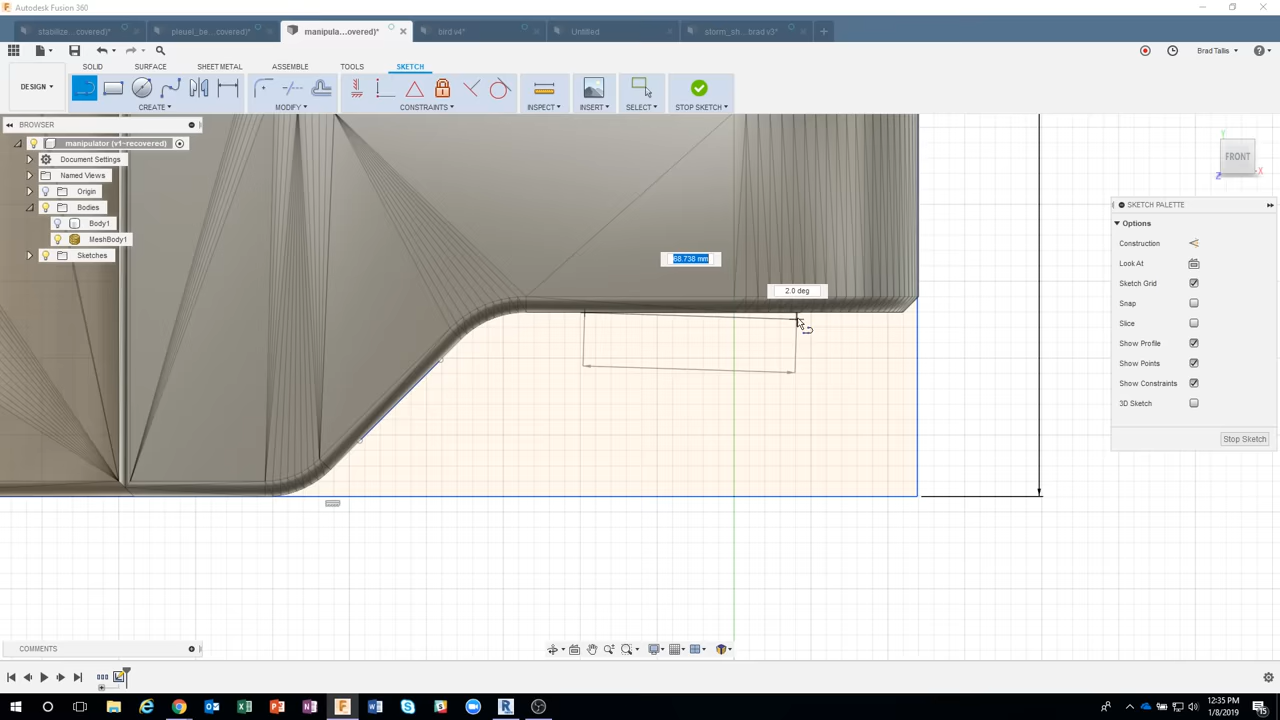 Autodesk Fusion 360
stabilize...covered)*
pleuel_be...covered)*
manipula...overed)*
bird v4*
Untitled
storm_sh...brad v3*
Brad Tallis
DESIGN
SOLID
SURFACE
SHEET METAL
ASSEMBLE
TOOLS
SKETCH
CREATE
MODIFY
CONSTRAINTS
INSPECT
INSERT
SELECT
STOP SKETCH
BROWSER
manipulator (v1-recovered)
Document Settings
Named Views
Origin
Bodies
Body1
MeshBody1
Sketches
68.738 mm
2.0 deg
Y
FRONT
X
Z
SKETCH PALETTE
Options
Construction
Look At
Sketch Grid
Snap
Slice
Show Profile
Show Points
Show Constraints
3D Sketch
Stop Sketch
COMMENTS
12:35 PM
1/8/2019
15